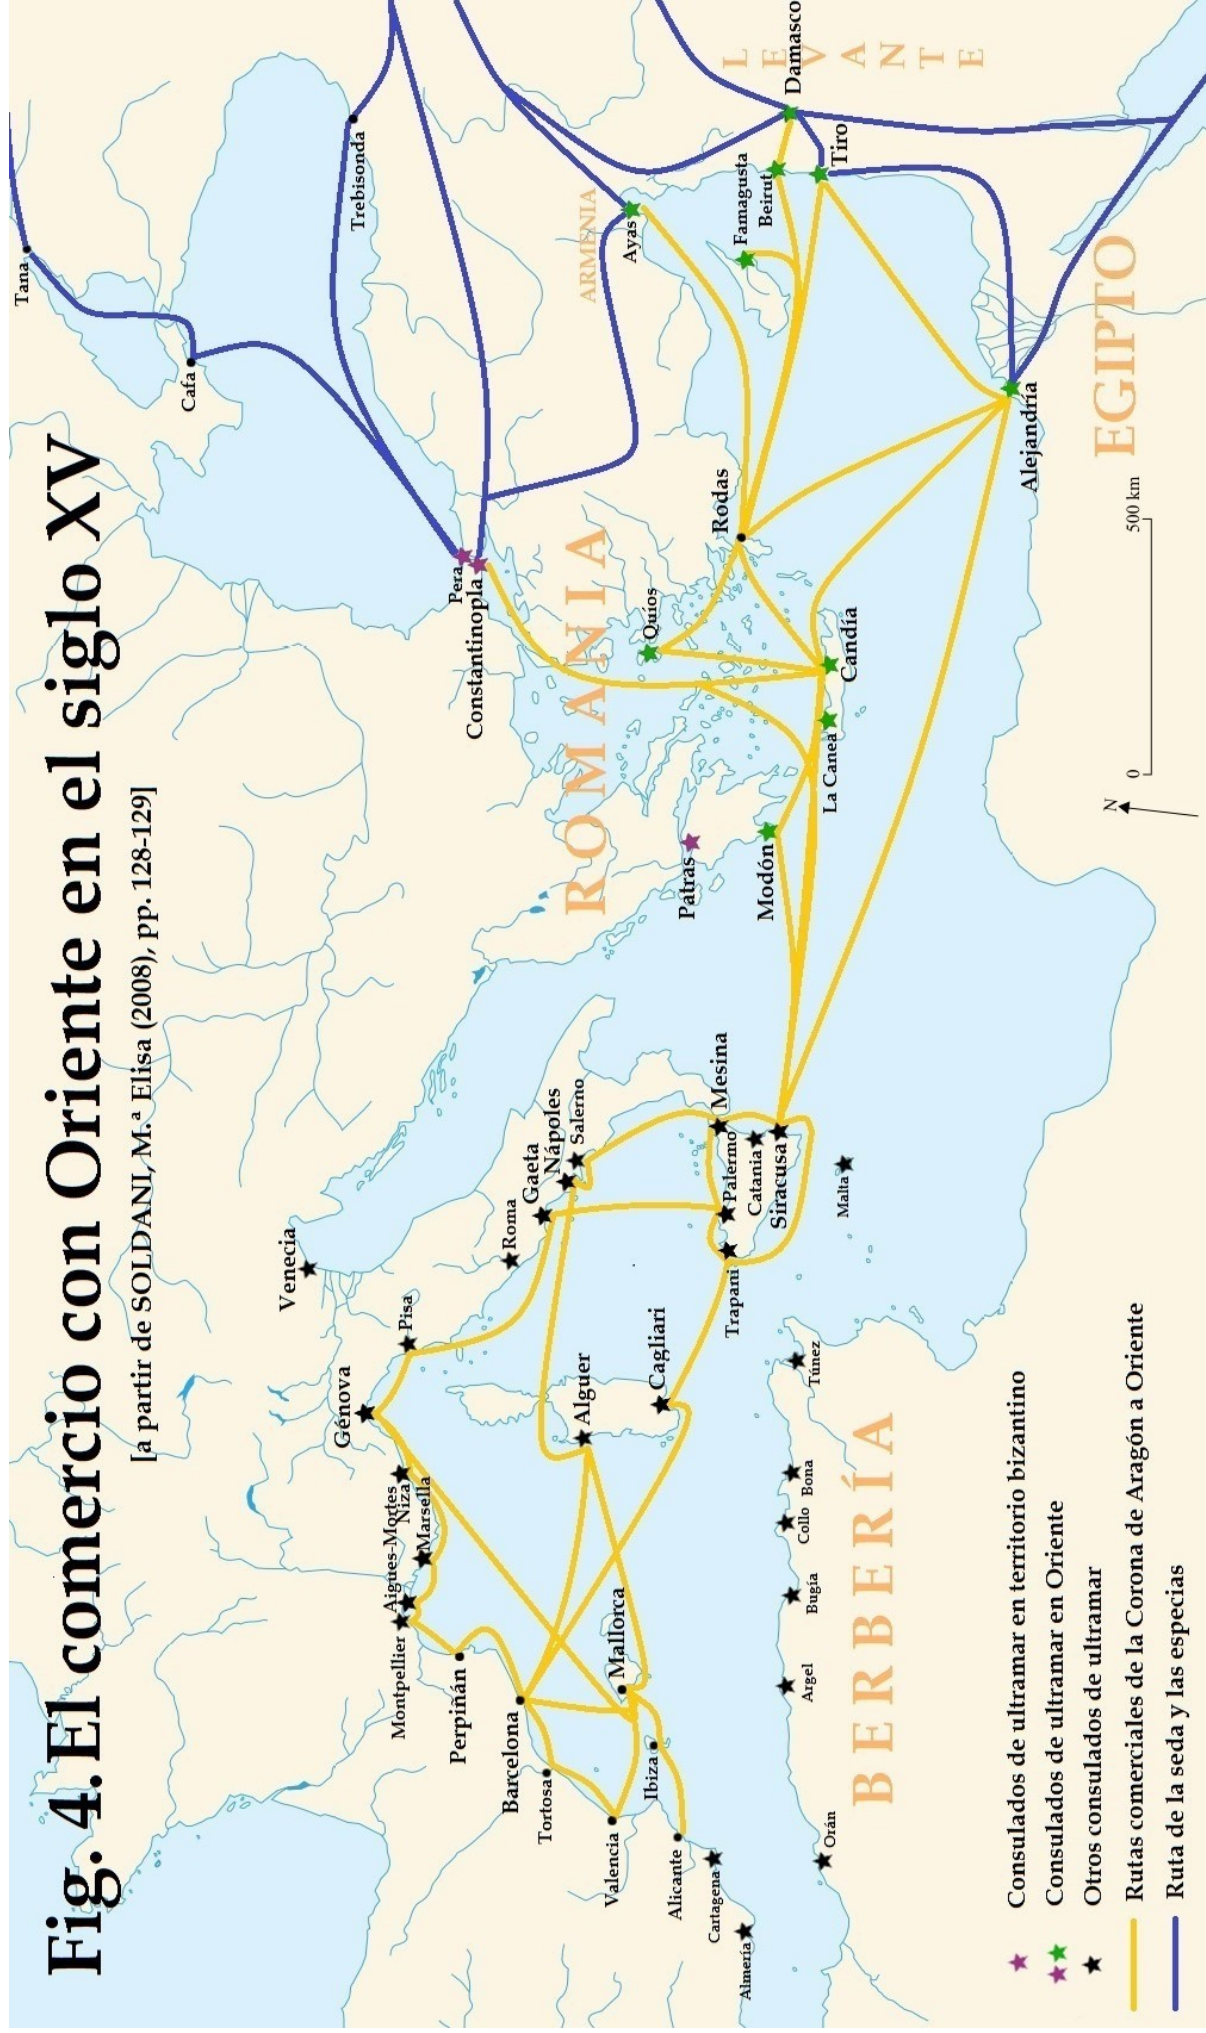 Fig. 4. El comercio con Oriente en el siglo XV
[a partir de SOLDANI, M.ª Elisa (2008), pp. 128-129]
Tana
Cafa
Trebisonda
Pera
Constantinopla
ROMANIA
ARMENIA
LEVANTE
Ayas
Famagusta
Beirut
Damasco
Tiro
Quíos
Rodas
Patras
Modón
La Canea
Candía
Alejandría
EGIPTO
Venecia
Génova
Pisa
Roma
Gaeta
Nápoles
Salerno
Niza
Aigues-Mortes
Marsella
Montpellier
Perpiñán
Barcelona
Tortosa
Valencia
Alicante
Cartagena
Almería
Ibiza
Mallorca
Alguer
Cagliari
Trapani
Palermo
Mesina
Catania
Siracusa
Malta
Túnez
Bona
Collo
Bugía
Argel
Orán
BERBERÍA
N
0
500 km
Consulados de ultramar en territorio bizantino
Consulados de ultramar en Oriente
Otros consulados de ultramar
Rutas comerciales de la Corona de Aragón a Oriente
Ruta de la seda y las especias